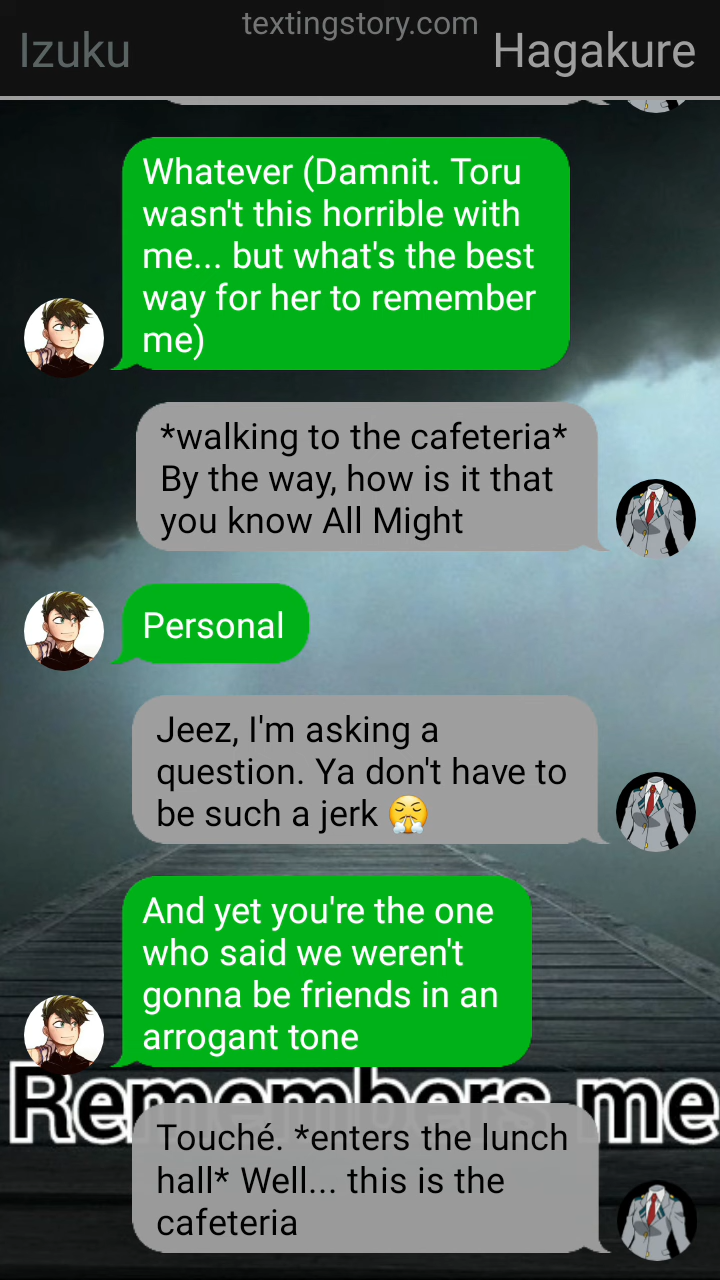 textingstory.com
Izuku
Hagakure
Whatever (Damnit. Toru
wasn't this horrible with
me... but what's the best
way for her to remember
me)
*walking to the cafeteria*
By the way, how is it that
you know All Might
Personal
Jeez, I'm asking a
question. Ya don't have to
be such a jerk 😤
And yet you're the one
who said we weren't
gonna be friends in an
arrogant tone
Remembers me
Touché. *enters the lunch
hall* Well... this is the
cafeteria